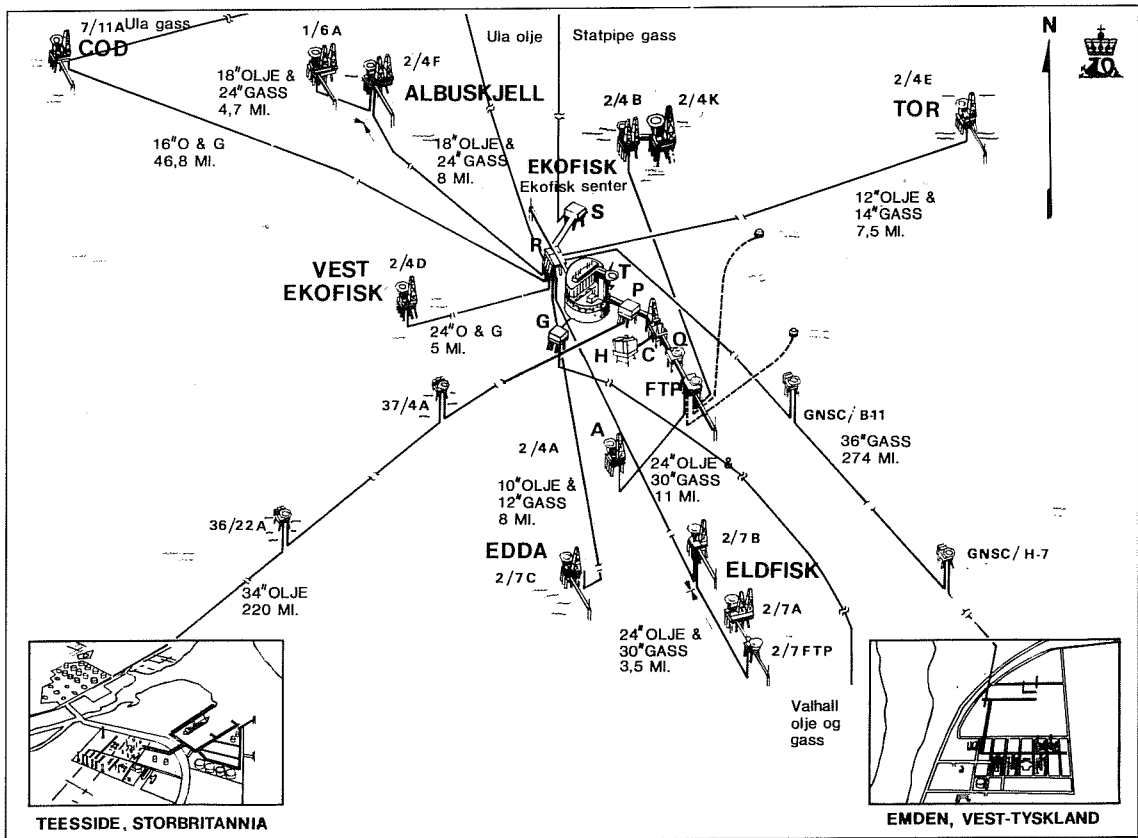 7/11A
Ula gass
COD
1/6A
2/4F
18"OLJE &
24"GASS
4,7 MI.
ALBUSKJELL
Ula olje
Statpipe gass
2/4B
2/4K
2/4E
TOR
N
16"O & G
46,8 MI.
18"OLJE &
24"GASS
8 MI.
EKOFISK
Ekofisk senter
S
R
12"OLJE &
14"GASS
7,5 MI.
VEST
EKOFISK
2/4D
24"O & G
5 MI.
T
P
G
H
C
Q
FTP
37/4A
GNSC/B-11
36"GASS
274 MI.
A
2/4A
24"OLJE &
30"GASS
11 MI.
10"OLJE &
12"GASS
8 MI.
36/22A
EDDA
2/7C
2/7B
ELDFISK
2/7A
2/7FTP
GNSC/H-7
34"OLJE
220 MI.
24"OLJE &
30"GASS
3,5 MI.
Valhall
olje og
gass
TEESSIDE, STORBRITANNIA
EMDEN, VEST-TYSKLAND